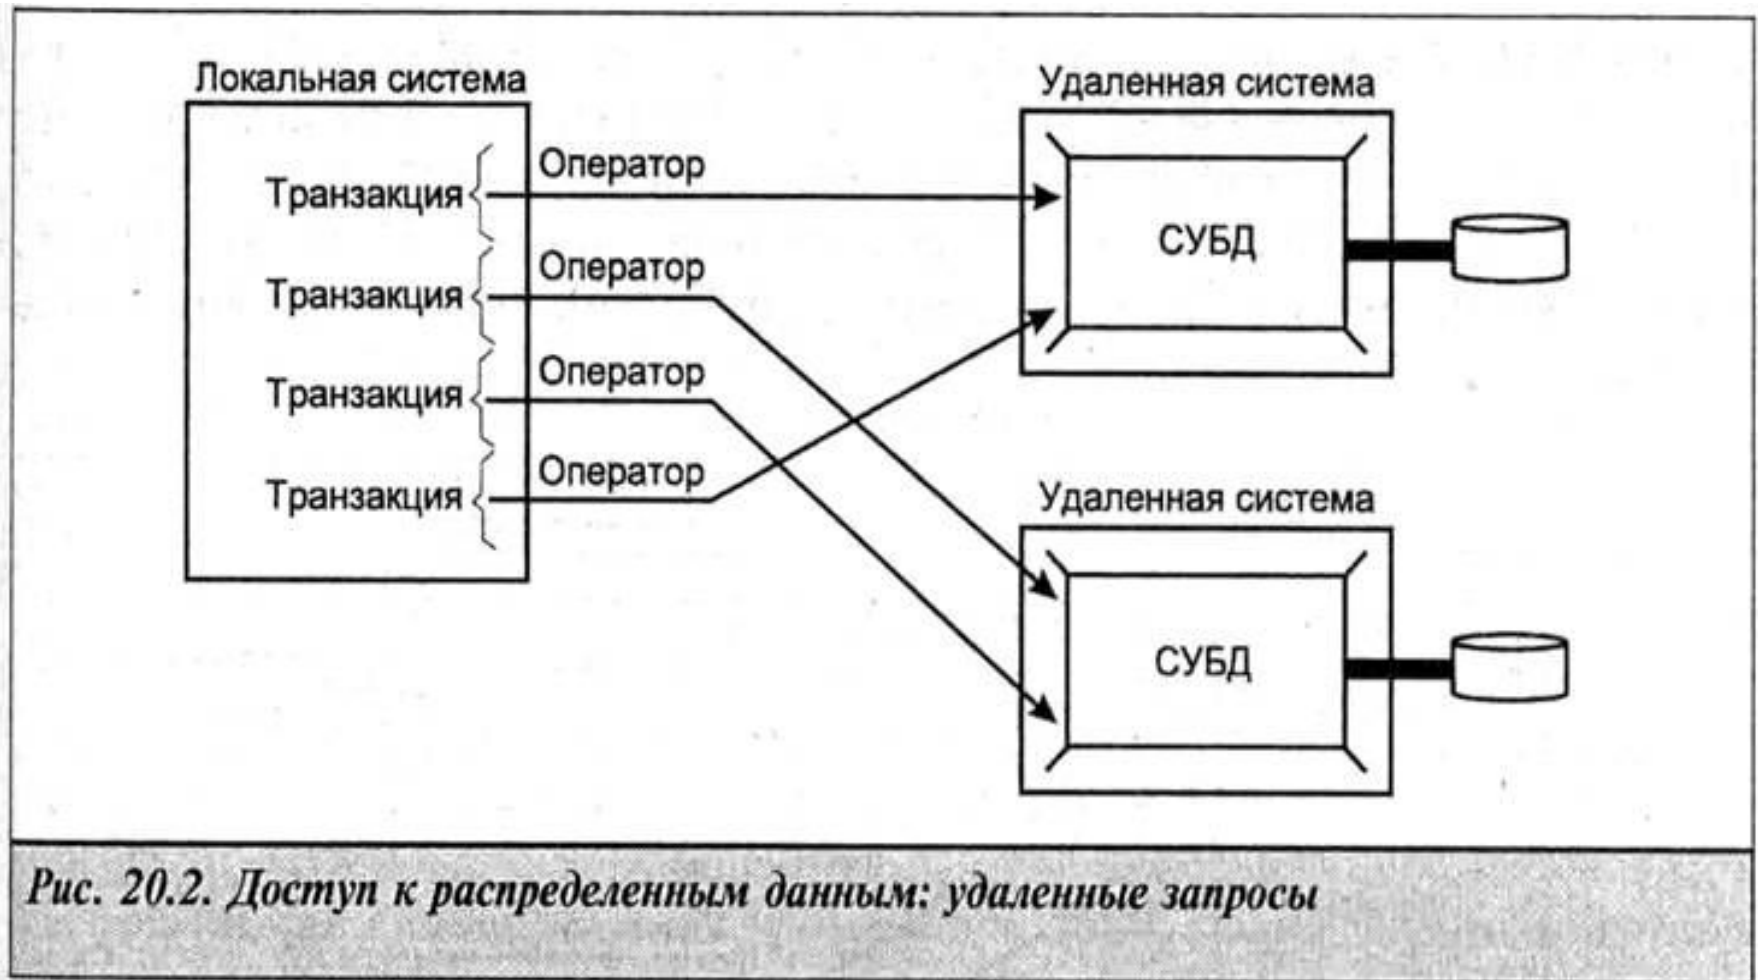 Локальная система
Удаленная система
Оператор
Транзакция
СУБД
Оператор
Транзакция
Оператор
Транзакция
Оператор
Транзакция
Удаленная система
СУБД
Рис. 20.2. Доступ к распределенным данным: удаленные запросы